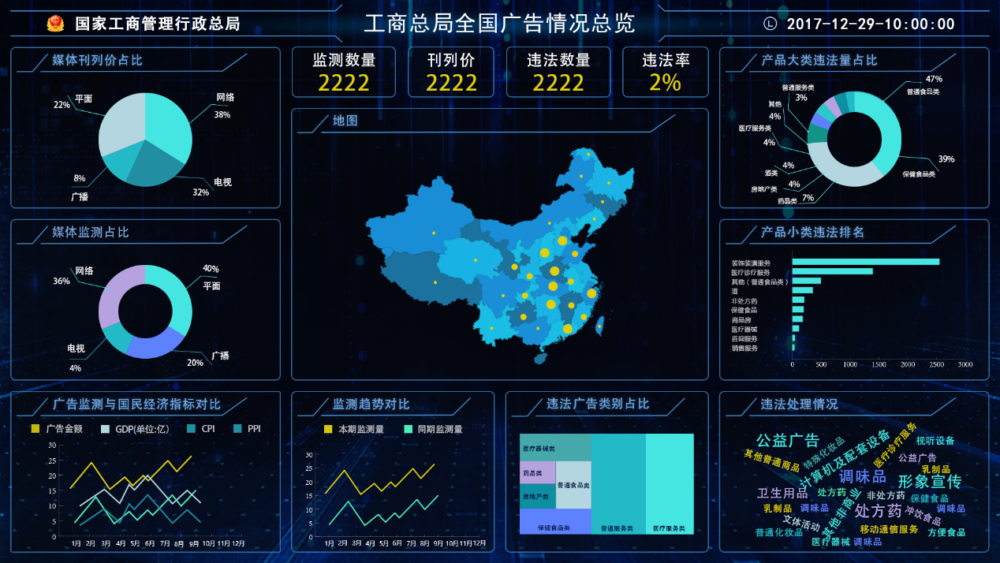 国家工商管理行政总局
工商总局全国广告情况总览
2017-12-29-10:00:00
媒体刊列价占比
平面
22%
网络
38%
8%
广播
电视
32%
监测数量
2222
刊列价
2222
违法数量
2222
违法率
2%
地图
产品大类违法量占比
47%
普通食品类
普通服务类
3%
其他
4%
医疗服务类
4%
39%
保健食品类
4%
酒类
4%
房地产类
7%
药品类
媒体监测占比
网络
36%
40%
平面
电视
4%
广播
20%
产品小类违法排名
装饰装潢服务
医疗诊疗服务
其他（普通食品类）
酒
非处方药
保健食品
商品房
医疗器械
咨询服务
销售服务
0 500 1000 1500 2000 2500 3000
广告监测与国民经济指标对比
广告金额 GDP(单位:亿) CPI PPI
30
25
20
15
10
5
0
1月 2月 3月 4月 5月 6月 7月 8月 9月 10月 11月 12月
监测趋势对比
本期监测量 同期监测量
30
25
20
15
10
5
0
1月 2月 3月 4月 5月 6月 7月 8月 9月 10月 11月 12月
违法广告类别占比
医疗器械类
药品类
普通食品类
房地产类
保健食品类
普通服务类
医疗服务类
违法处理情况
公益广告
特殊化妆品
计算机及配套设备
医疗诊疗服务
视听设备
其他普通商品
公益广告
乳制品
调味品
形象宣传
卫生用品
处方药
非处方药
保健食品
乳制品
调味品
其他非商业
处方药
冲饮食品
调味品
文体活动
移动通信服务
普通化妆品
方便食品
医疗器械
调味品